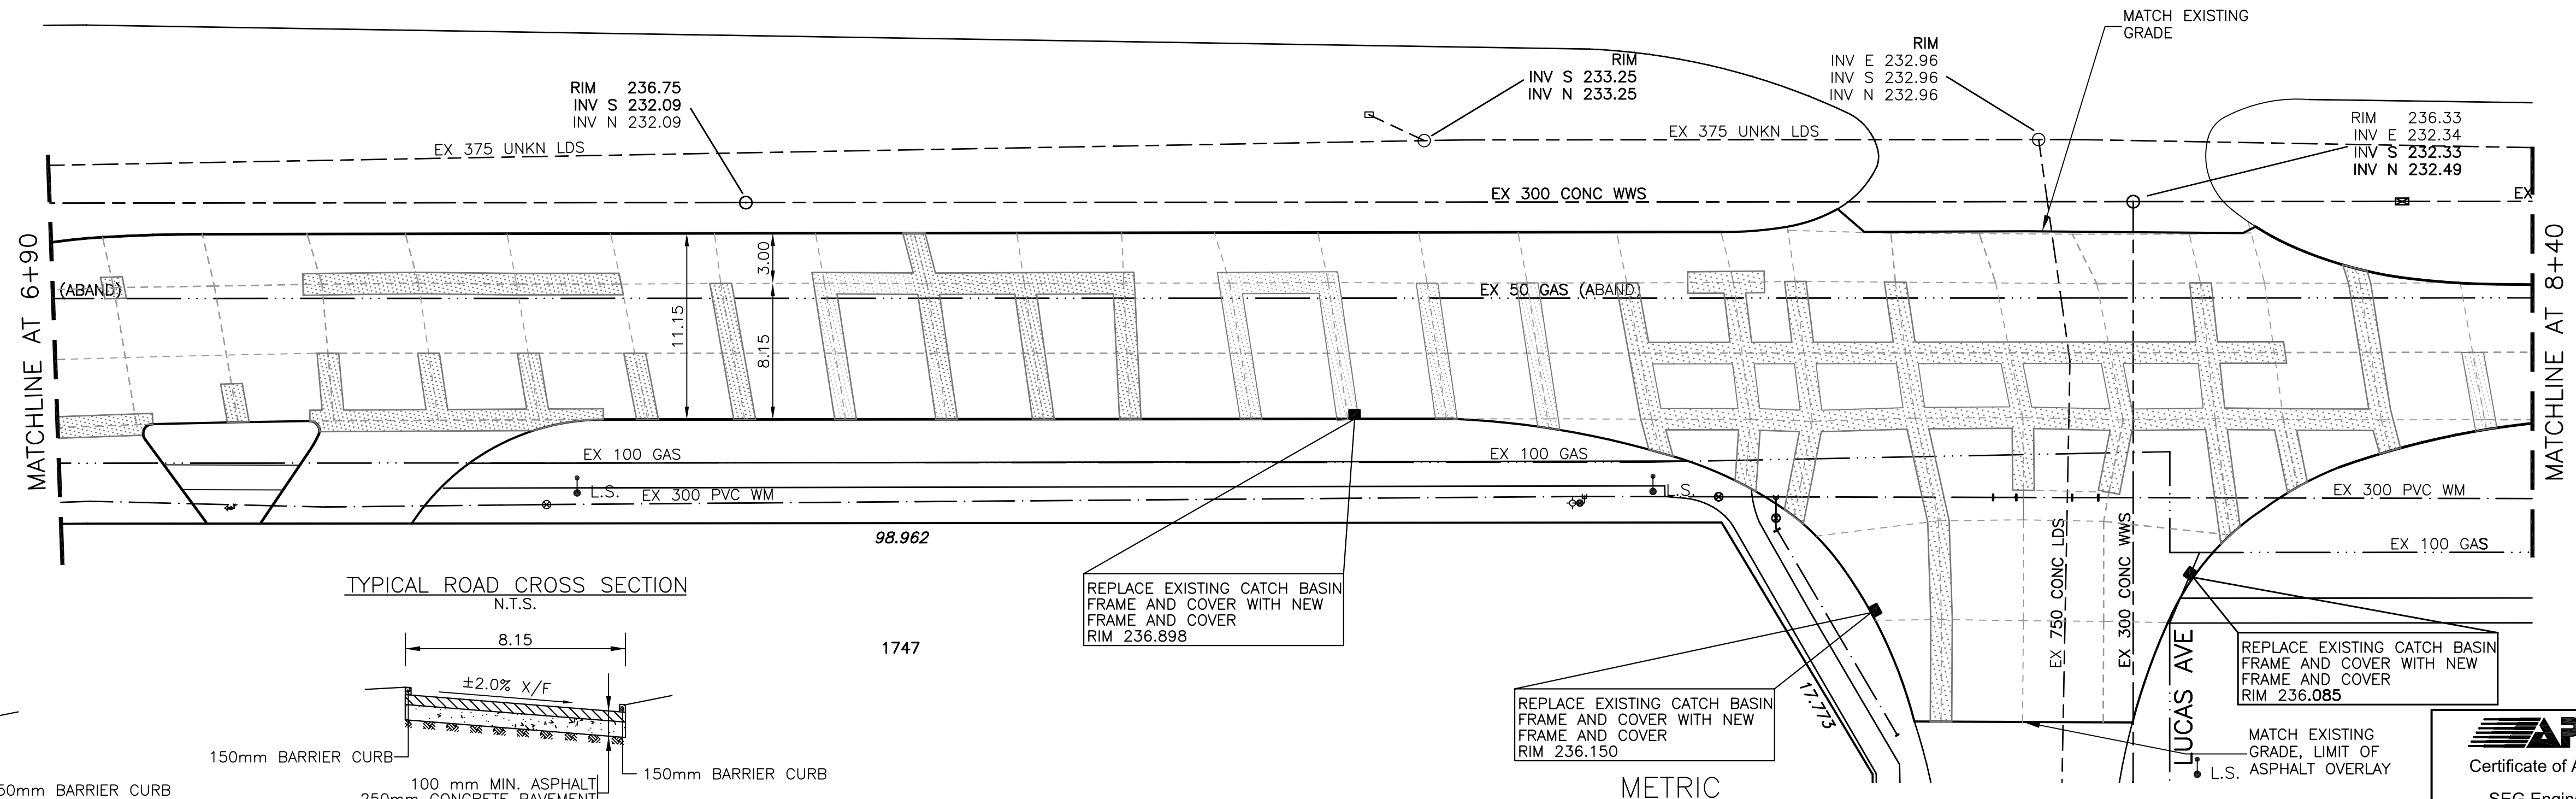 MATCH EXISTING
GRADE
RIM 236.75
INV S 232.09
INV N 232.09
RIM
INV S 233.25
INV N 233.25
RIM
INV E 232.96
INV S 232.96
INV N 232.96
RIM 236.33
INV E 232.34
INV S 232.33
INV N 232.49
EX 375 UNKN LDS
EX 375 UNKN LDS
EX 300 CONC WWS
EX
MATCHLINE AT 6+90
MATCHLINE AT 8+40
(ABAND)
EX 50 GAS (ABAND)
11.15
3.00
8.15
EX 100 GAS
EX 100 GAS
L.S.
EX 300 PVC WM
L.S.
EX 300 PVC WM
98.962
EX 100 GAS
EX 750 CONC LDS
EX 300 CONC WWS
LUCAS AVE
17.773
TYPICAL ROAD CROSS SECTION
N.T.S.
8.15
±2.0% X/F
150mm BARRIER CURB
150mm BARRIER CURB
100 mm MIN. ASPHALT
250mm CONCRETE PAVEMENT
50mm BARRIER CURB
1747
REPLACE EXISTING CATCH BASIN
FRAME AND COVER WITH NEW
FRAME AND COVER
RIM 236.898
REPLACE EXISTING CATCH BASIN
FRAME AND COVER WITH NEW
FRAME AND COVER
RIM 236.150
REPLACE EXISTING CATCH BASIN
FRAME AND COVER WITH NEW
FRAME AND COVER
RIM 236.085
MATCH EXISTING
GRADE, LIMIT OF
ASPHALT OVERLAY
L.S.
METRIC
Certificate of A